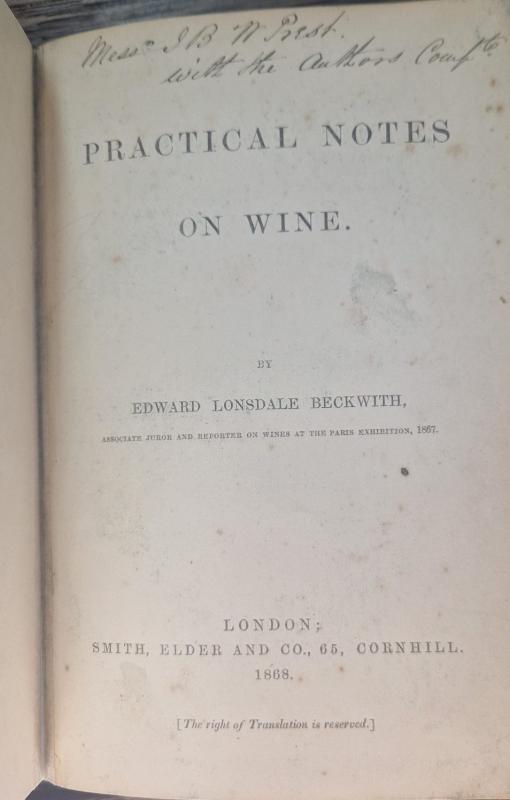 Messrs J B W Prest.
with the Authors Compts
PRACTICAL NOTES
ON WINE.
BY
EDWARD LONSDALE BECKWITH,
ASSOCIATE JUROR AND REPORTER ON WINES AT THE PARIS EXHIBITION, 1867.
LONDON:
SMITH, ELDER AND CO., 65, CORNHILL.
1868.
[The right of Translation is reserved.]